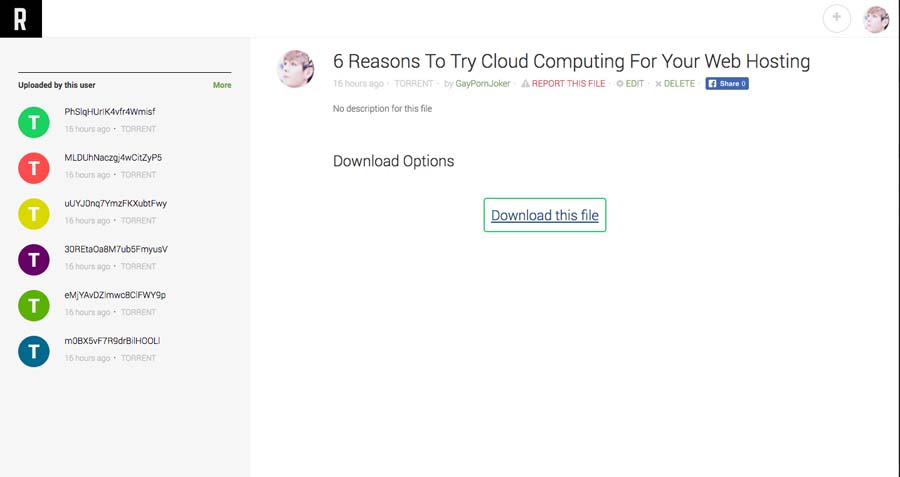 R
+
Uploaded by this user More
T PhSlqHUrIK4vfr4Wmisf
16 hours ago · TORRENT
T MLDUhNaczgj4wCitZyP5
16 hours ago · TORRENT
T uUYJ0nq7YmzFKXubtFwy
16 hours ago · TORRENT
T 30REtaOa8M7ub5FmyusV
16 hours ago · TORRENT
T eMjYAvDZlmwc8ClFWY9p
16 hours ago · TORRENT
T m0BX5vF7R9drBilHOOLl
16 hours ago · TORRENT
6 Reasons To Try Cloud Computing For Your Web Hosting
16 hours ago · TORRENT · by GayPornJoker · REPORT THIS FILE · EDIT · DELETE · Share 0
No description for this file
Download Options
Download this file